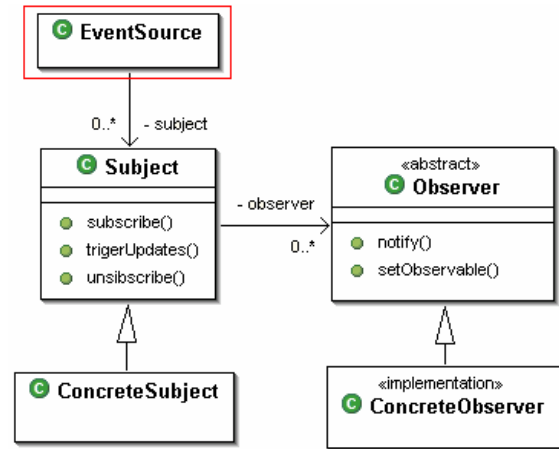 C EventSource
0..* - subject
C Subject
subscribe()
trigerUpdates()
unsibscribe()
- observer
0..*
«abstract»
C Observer
notify()
setObservable()
C ConcreteSubject
«implementation»
C ConcreteObserver